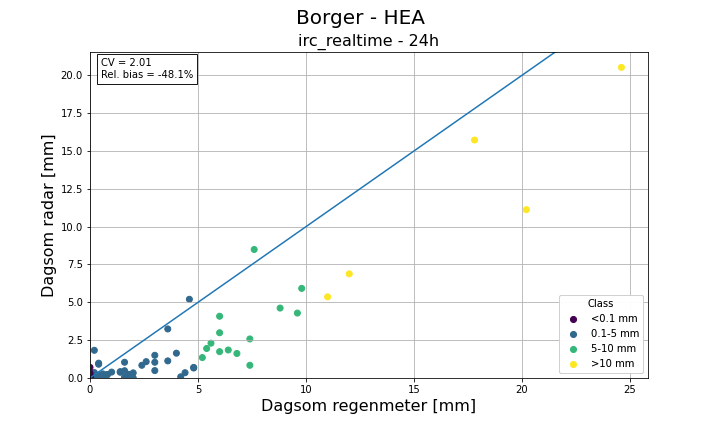 Borger - HEA
irc_realtime - 24h
CV = 2.01
Rel. bias = -48.1%
Dagsom radar [mm]
20.0
17.5
15.0
12.5
10.0
7.5
5.0
2.5
0.0
0 5 10 15 20 25
Dagsom regenmeter [mm]
Class
<0.1 mm
0.1-5 mm
5-10 mm
>10 mm